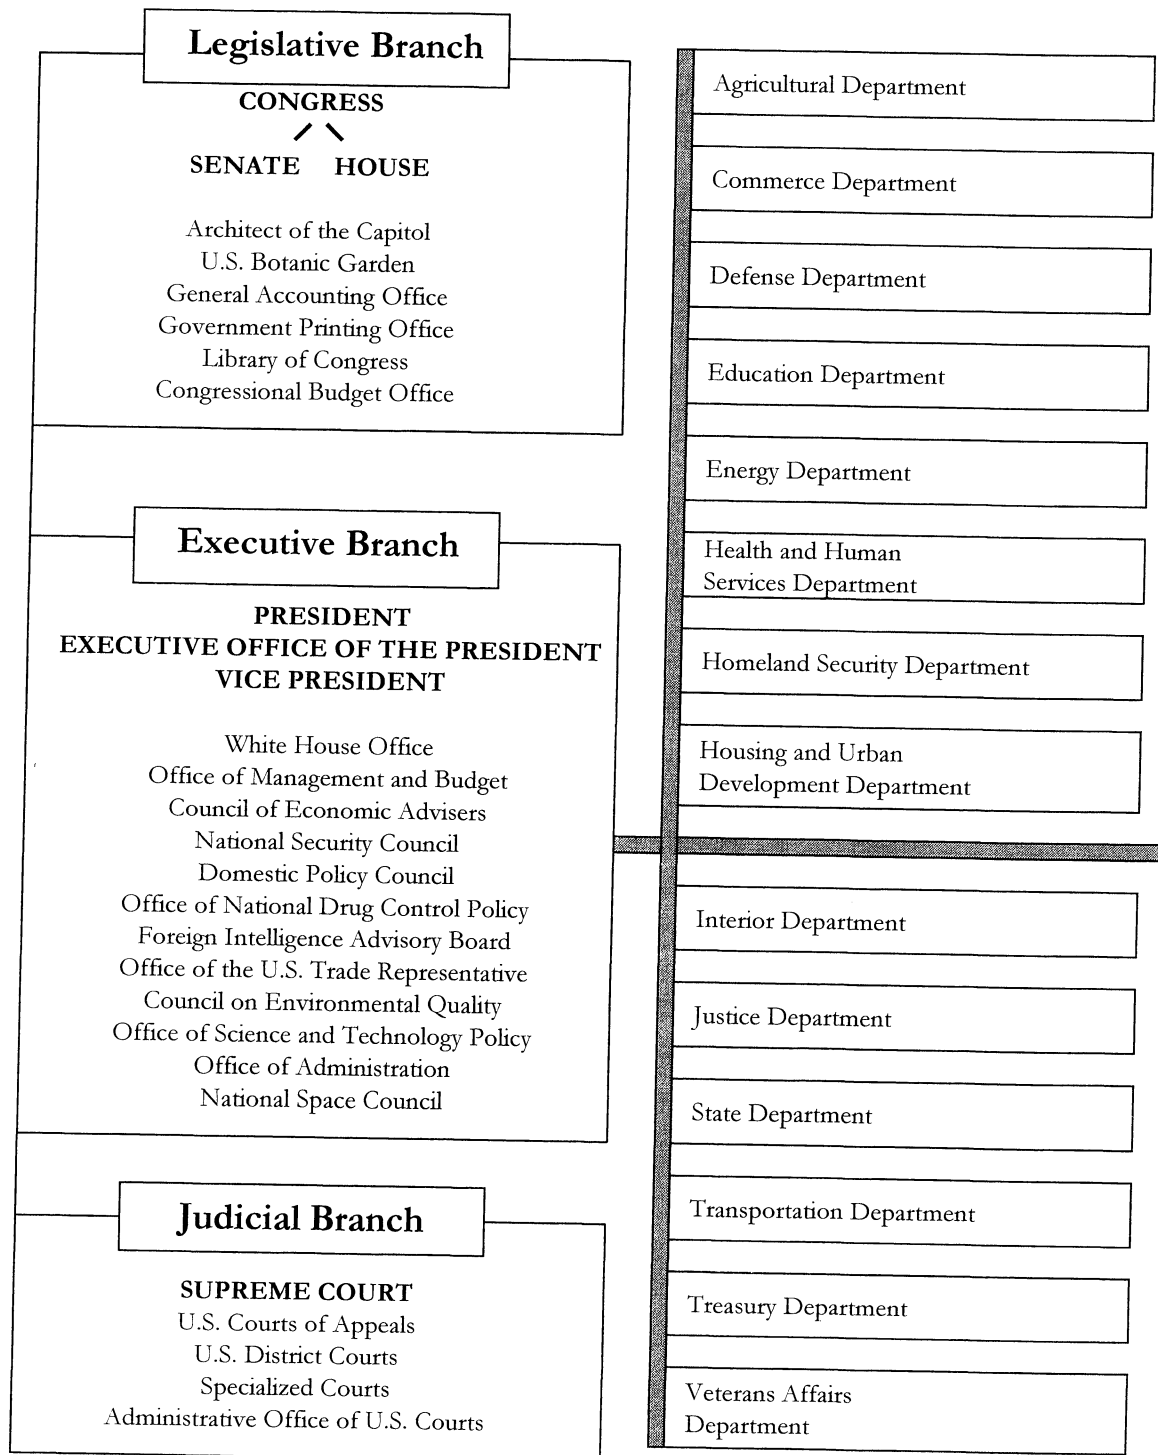 Legislative Branch
CONGRESS
SENATE HOUSE
Architect of the Capitol
U.S. Botanic Garden
General Accounting Office
Government Printing Office
Library of Congress
Congressional Budget Office
Executive Branch
PRESIDENT
EXECUTIVE OFFICE OF THE PRESIDENT
VICE PRESIDENT
White House Office
Office of Management and Budget
Council of Economic Advisers
National Security Council
Domestic Policy Council
Office of National Drug Control Policy
Foreign Intelligence Advisory Board
Office of the U.S. Trade Representative
Council on Environmental Quality
Office of Science and Technology Policy
Office of Administration
National Space Council
Judicial Branch
SUPREME COURT
U.S. Courts of Appeals
U.S. District Courts
Specialized Courts
Administrative Office of U.S. Courts
Agricultural Department
Commerce Department
Defense Department
Education Department
Energy Department
Health and Human
Services Department
Homeland Security Department
Housing and Urban
Development Department
Interior Department
Justice Department
State Department
Transportation Department
Treasury Department
Veterans Affairs
Department